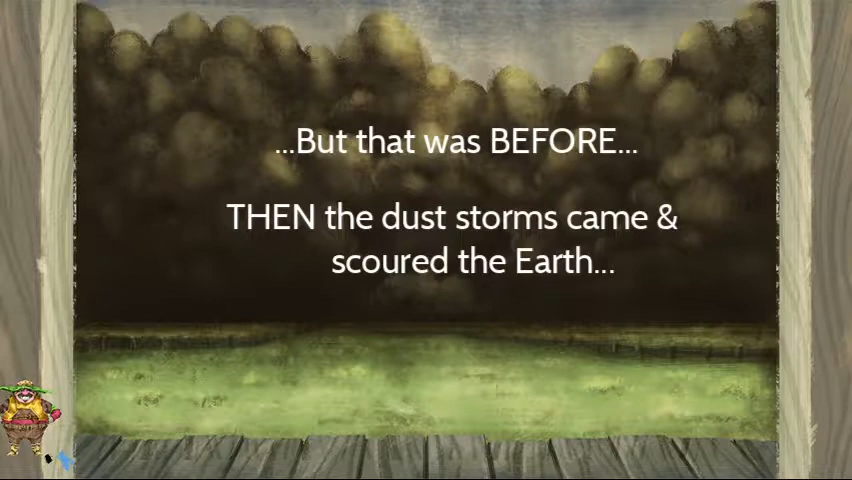 ...But that was BEFORE...
THEN the dust storms came &
scoured the Earth...